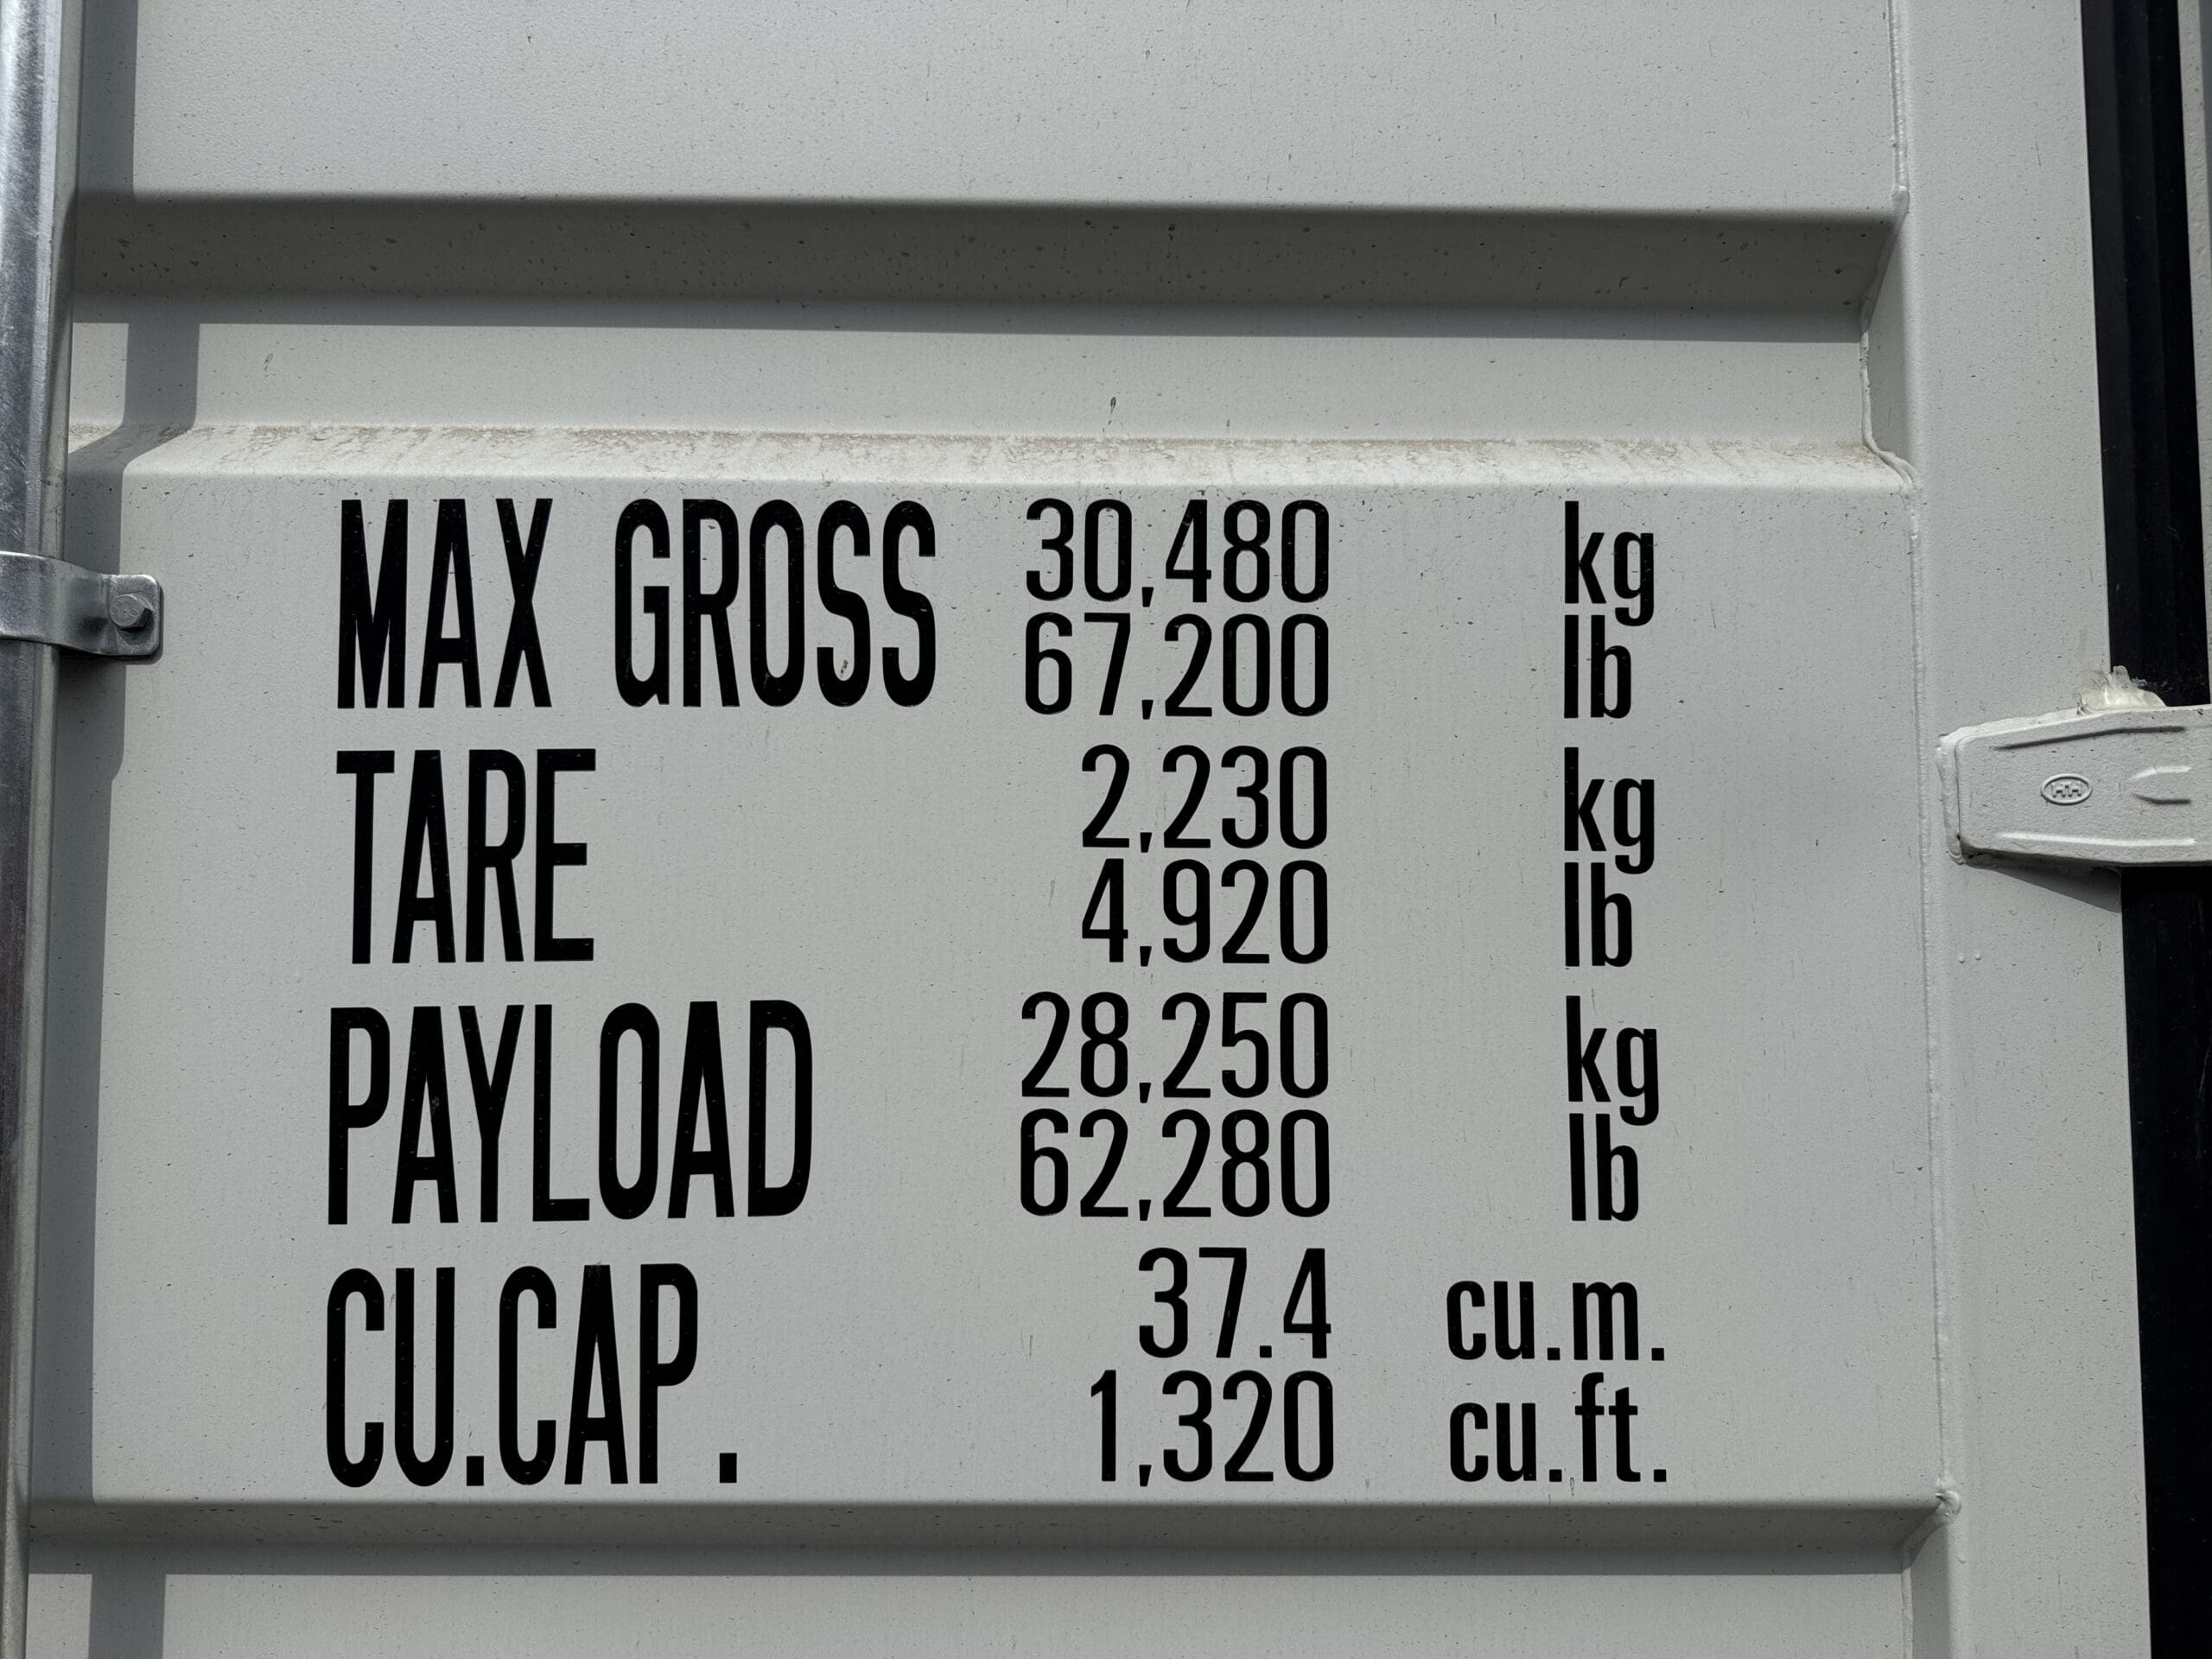 MAX GROSS 30,480 kg
67,200 lb
TARE 2,230 kg
4,920 lb
PAYLOAD 28,250 kg
62,280 lb
CU.CAP. 37.4 cu.m.
1,320 cu.ft.
HH